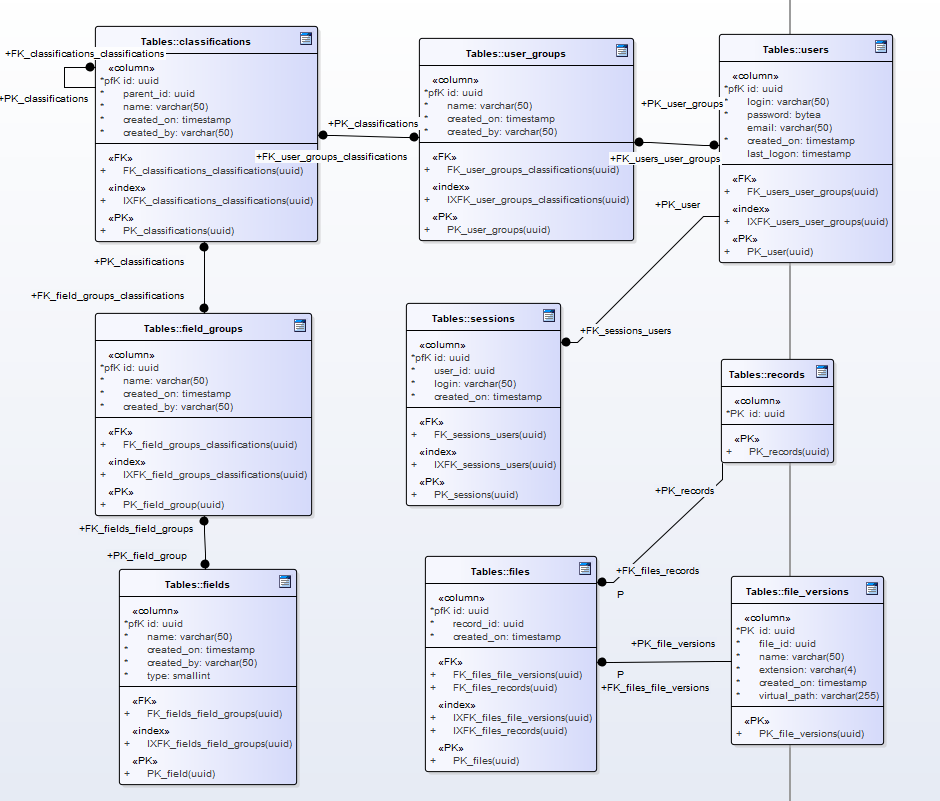 +FK_classifications_classifications
+PK_classifications
Tables::classifications
«column»
*pfK id: uuid
* parent_id: uuid
* name: varchar(50)
* created_on: timestamp
* created_by: varchar(50)
«FK»
+ FK_classifications_classifications(uuid)
«index»
+ IXFK_classifications_classifications(uuid)
«PK»
+ PK_classifications(uuid)
+PK_classifications
+FK_user_groups_classifications
Tables::user_groups
«column»
*pfK id: uuid
* name: varchar(50)
* created_on: timestamp
* created_by: varchar(50)
«FK»
+ FK_user_groups_classifications(uuid)
«index»
+ IXFK_user_groups_classifications(uuid)
«PK»
+ PK_user_groups(uuid)
+PK_user_groups
+FK_users_user_groups
Tables::users
«column»
*pfK id: uuid
* login: varchar(50)
* password: bytea
* email: varchar(50)
* created_on: timestamp
* last_logon: timestamp
«FK»
+ FK_users_user_groups(uuid)
«index»
+ IXFK_users_user_groups(uuid)
«PK»
+ PK_user(uuid)
+PK_user
+FK_sessions_users
+PK_classifications
+FK_field_groups_classifications
Tables::field_groups
«column»
*pfK id: uuid
* name: varchar(50)
* created_on: timestamp
* created_by: varchar(50)
«FK»
+ FK_field_groups_classifications(uuid)
«index»
+ IXFK_field_groups_classifications(uuid)
«PK»
+ PK_field_group(uuid)
Tables::sessions
«column»
*pfK id: uuid
* user_id: uuid
* login: varchar(50)
* created_on: timestamp
«FK»
+ FK_sessions_users(uuid)
«index»
+ IXFK_sessions_users(uuid)
«PK»
+ PK_sessions(uuid)
Tables::records
«column»
*PK id: uuid
«PK»
+ PK_records(uuid)
+PK_records
+FK_files_records
P
+FK_fields_field_groups
+PK_field_group
Tables::fields
«column»
*pfK id: uuid
* name: varchar(50)
* created_on: timestamp
* created_by: varchar(50)
* type: smallint
«FK»
+ FK_fields_field_groups(uuid)
«index»
+ IXFK_fields_field_groups(uuid)
«PK»
+ PK_field(uuid)
Tables::files
«column»
*pfK id: uuid
* record_id: uuid
* created_on: timestamp
«FK»
+ FK_files_file_versions(uuid)
+ FK_files_records(uuid)
«index»
+ IXFK_files_file_versions(uuid)
+ IXFK_files_records(uuid)
«PK»
+ PK_files(uuid)
+PK_file_versions
P
+FK_files_file_versions
Tables::file_versions
«column»
*PK id: uuid
* file_id: uuid
* name: varchar(50)
* extension: varchar(4)
* created_on: timestamp
* virtual_path: varchar(255)
«PK»
+ PK_file_versions(uuid)